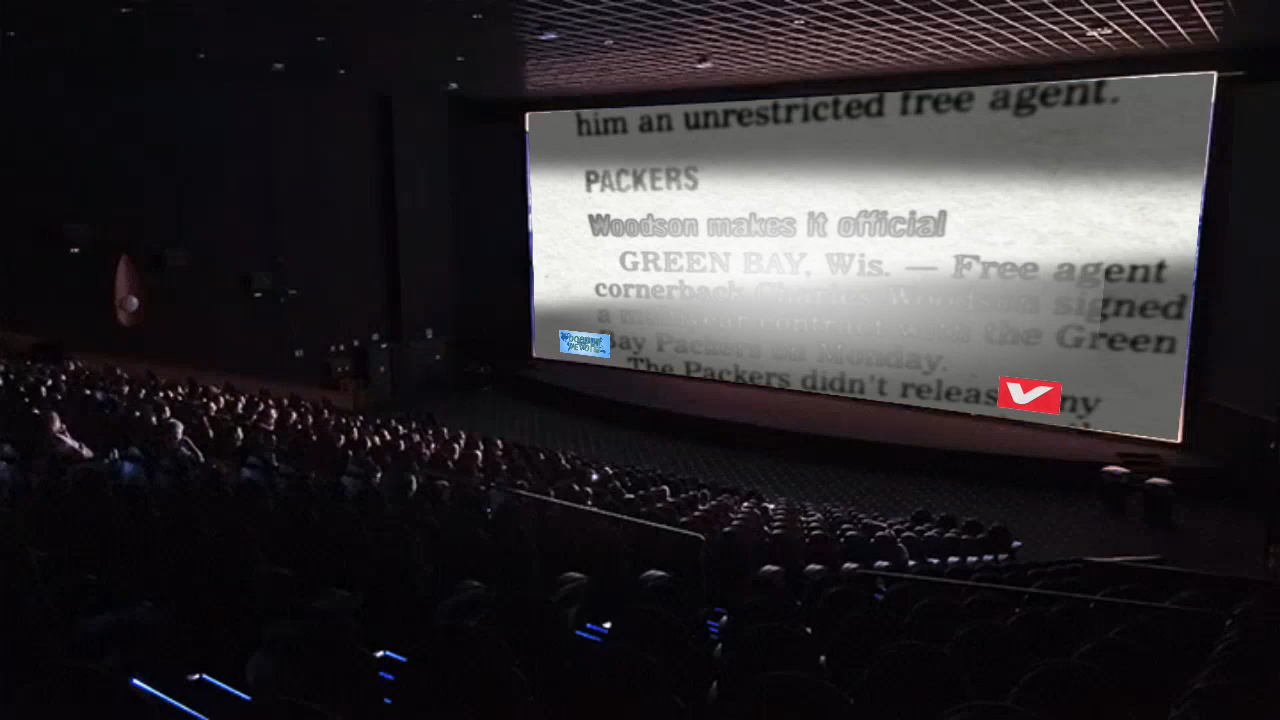 him an unrestricted free agent.
PACKERS
Woodson makes it official
GREEN BAY, Wis. — Free agent
cornerback Charles Woodson signed
a multiyear contract with the Green
Bay Packers on Monday.
The Packers didn't release any